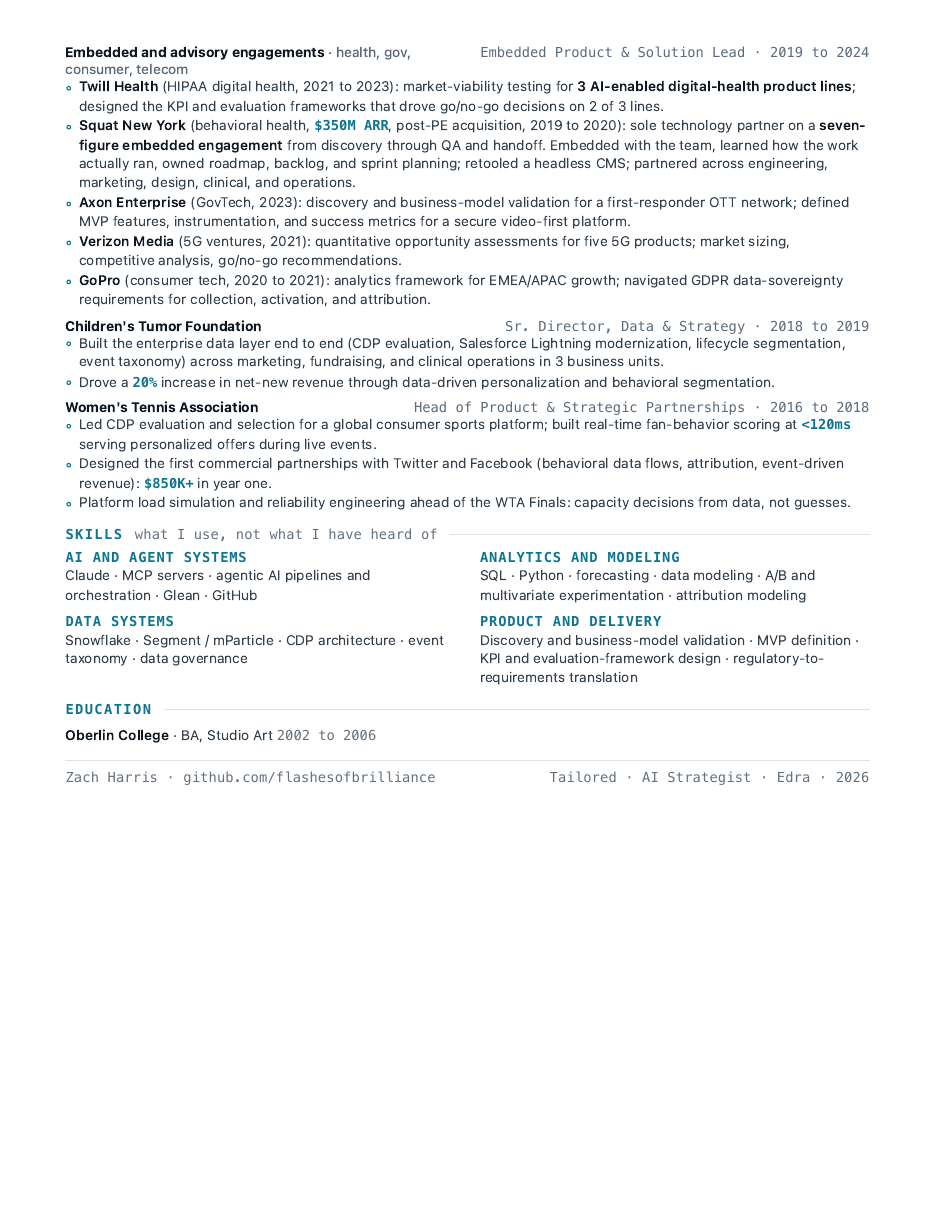 Embedded and advisory engagements · health, gov, consumer, telecom
Embedded Product & Solution Lead · 2019 to 2024
Twill Health (HIPAA digital health, 2021 to 2023): market-viability testing for 3 AI-enabled digital-health product lines;
designed the KPI and evaluation frameworks that drove go/no-go decisions on 2 of 3 lines.
Squat New York (behavioral health, $350M ARR, post-PE acquisition, 2019 to 2020): sole technology partner on a seven-
figure embedded engagement from discovery through QA and handoff. Embedded with the team, learned how the work
actually ran, owned roadmap, backlog, and sprint planning; retooled a headless CMS; partnered across engineering,
marketing, design, clinical, and operations.
Axon Enterprise (GovTech, 2023): discovery and business-model validation for a first-responder OTT network; defined
MVP features, instrumentation, and success metrics for a secure video-first platform.
Verizon Media (5G ventures, 2021): quantitative opportunity assessments for five 5G products; market sizing,
competitive analysis, go/no-go recommendations.
GoPro (consumer tech, 2020 to 2021): analytics framework for EMEA/APAC growth; navigated GDPR data-sovereignty
requirements for collection, activation, and attribution.
Children's Tumor Foundation
Sr. Director, Data & Strategy · 2018 to 2019
Built the enterprise data layer end to end (CDP evaluation, Salesforce Lightning modernization, lifecycle segmentation,
event taxonomy) across marketing, fundraising, and clinical operations in 3 business units.
Drove a 20% increase in net-new revenue through data-driven personalization and behavioral segmentation.
Women's Tennis Association
Head of Product & Strategic Partnerships · 2016 to 2018
Led CDP evaluation and selection for a global consumer sports platform; built real-time fan-behavior scoring at <120ms
serving personalized offers during live events.
Designed the first commercial partnerships with Twitter and Facebook (behavioral data flows, attribution, event-driven
revenue): $850K+ in year one.
Platform load simulation and reliability engineering ahead of the WTA Finals: capacity decisions from data, not guesses.
SKILLS what I use, not what I have heard of
AI AND AGENT SYSTEMS
Claude · MCP servers · agentic AI pipelines and
orchestration · Glean · GitHub
ANALYTICS AND MODELING
SQL · Python · forecasting · data modeling · A/B and
multivariate experimentation · attribution modeling
DATA SYSTEMS
Snowflake · Segment / mParticle · CDP architecture · event
taxonomy · data governance
PRODUCT AND DELIVERY
Discovery and business-model validation · MVP definition ·
KPI and evaluation-framework design · regulatory-to-
requirements translation
EDUCATION
Oberlin College · BA, Studio Art 2002 to 2006
Zach Harris · github.com/flashesofbrilliance
Tailored · AI Strategist · Edra · 2026